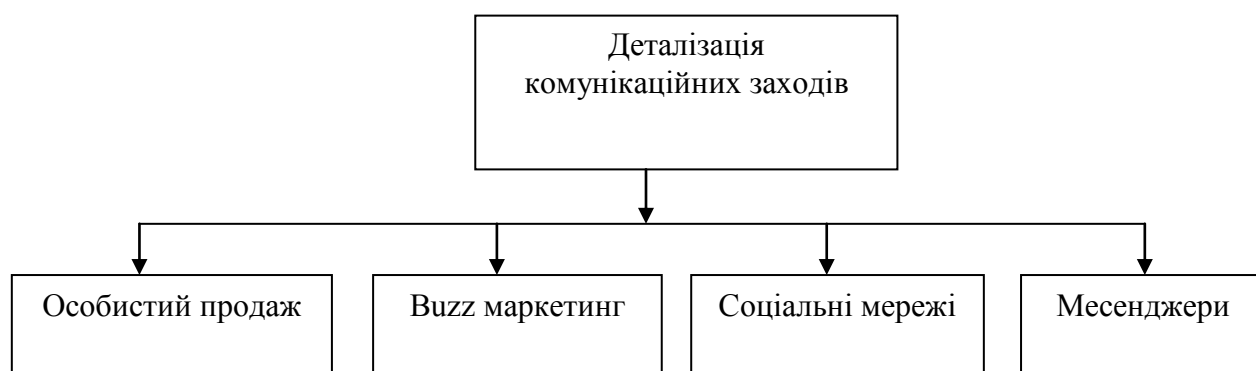 Деталізація
комунікаційних заходів
Особистий продаж
Buzz маркетинг
Соціальні мережі
Месенджери